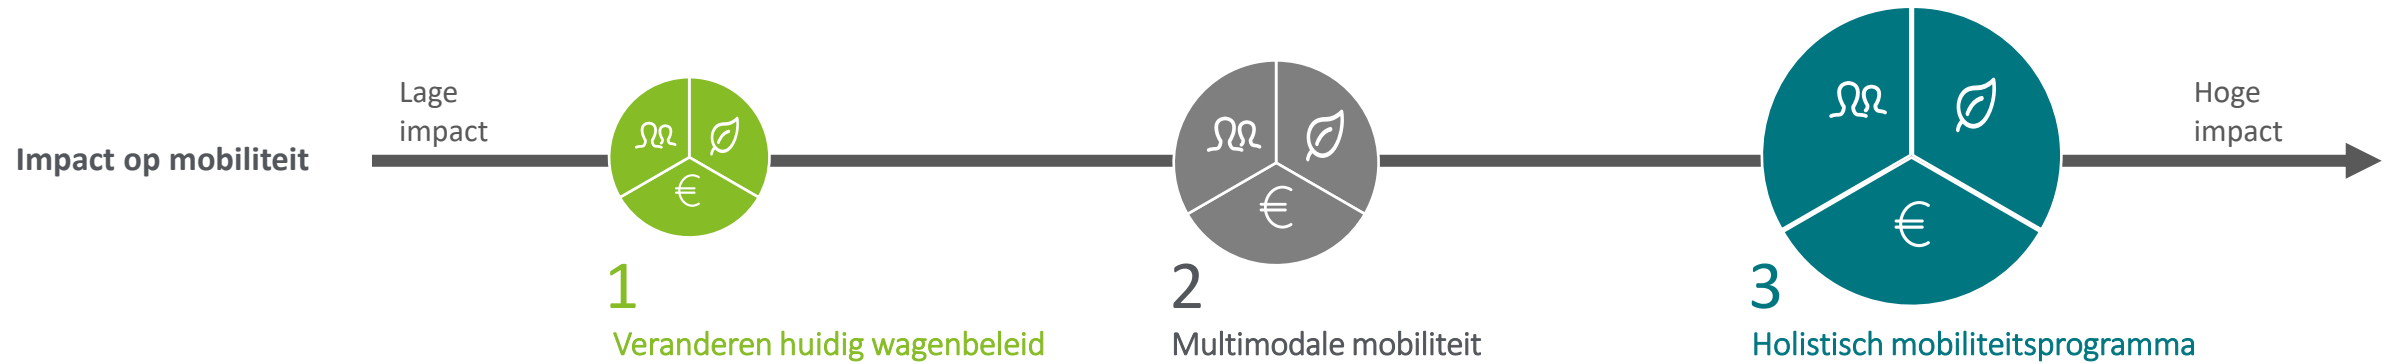 Impact op mobiliteit
Lage
impact
€
€
€
Hoge
impact
1
Veranderen huidig wagenbeleid
2
Multimodale mobiliteit
3
Holistisch mobiliteitsprogramma